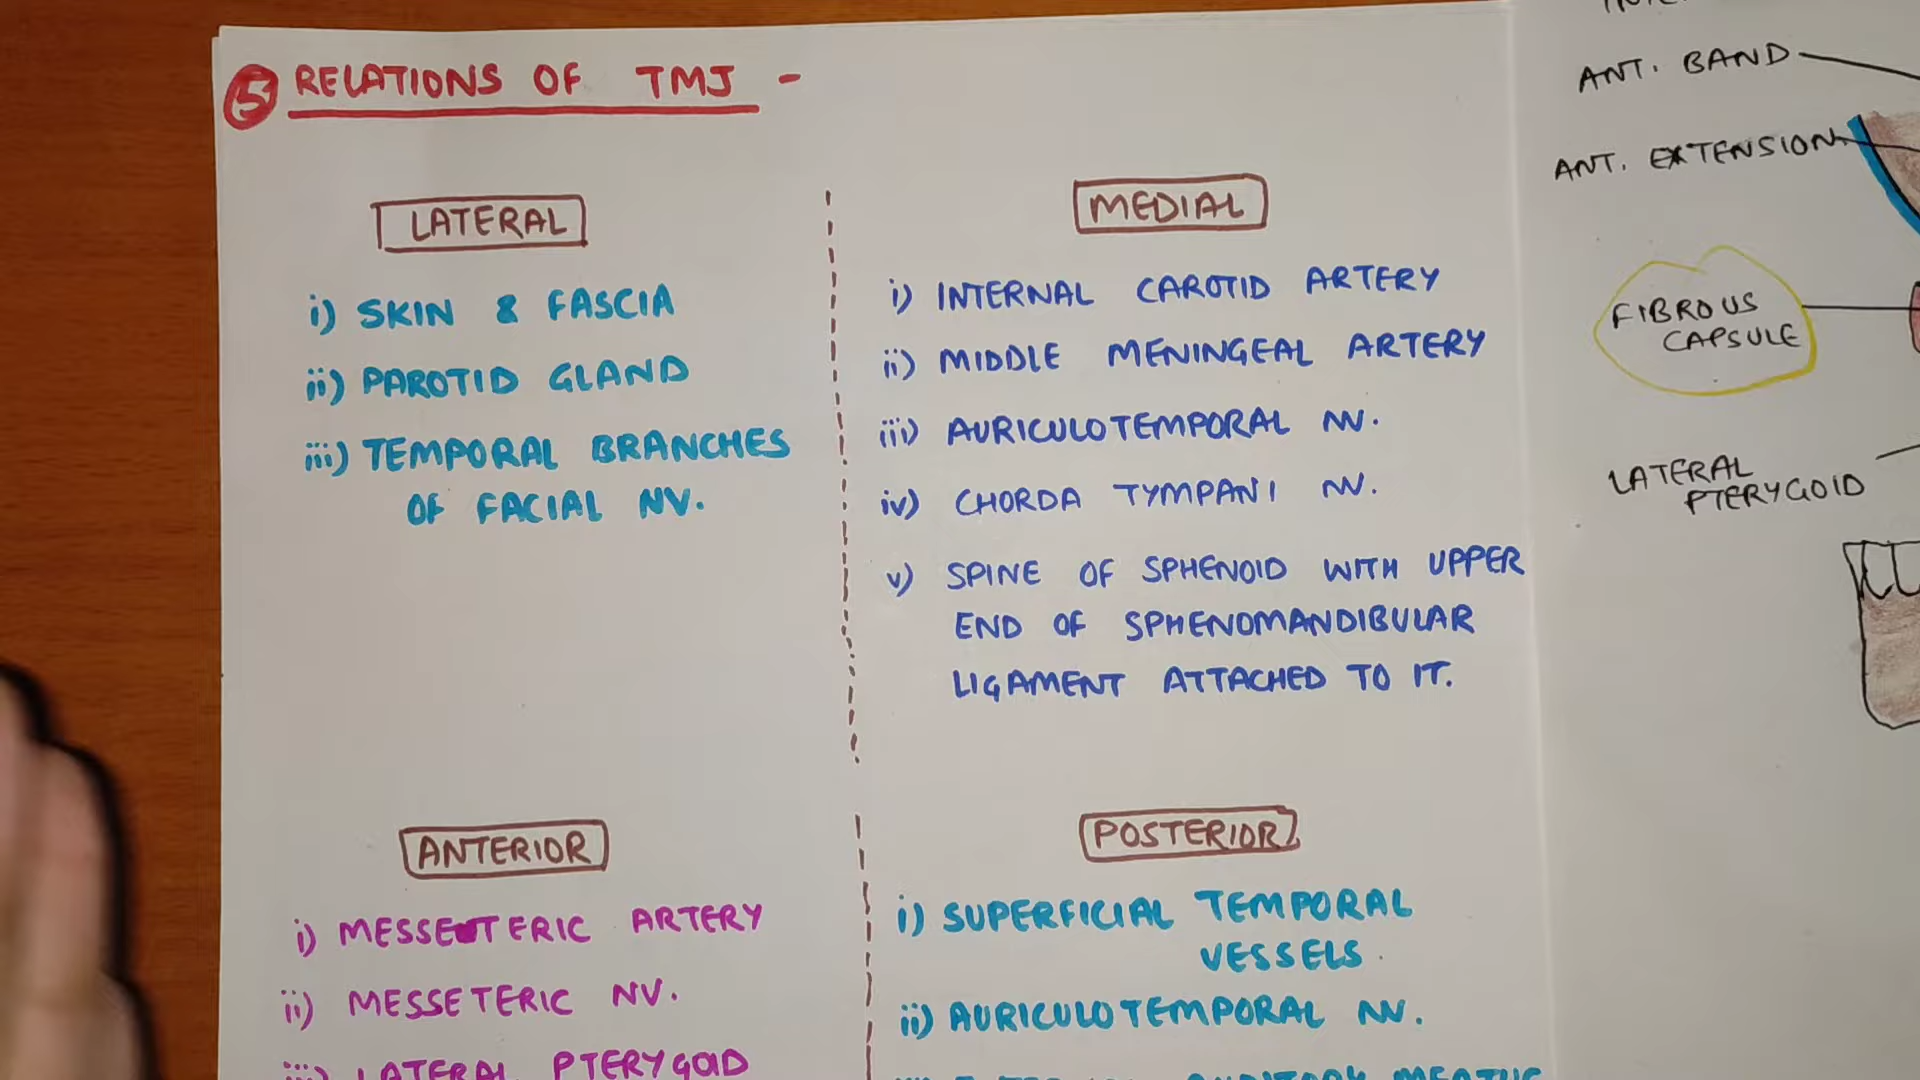 5 RELATIONS OF TMJ -
LATERAL
i) SKIN & FASCIA
ii) PAROTID GLAND
iii) TEMPORAL BRANCHES
OF FACIAL NV.
MEDIAL
i) INTERNAL CAROTID ARTERY
ii) MIDDLE MENINGEAL ARTERY
iii) AURICULOTEMPORAL NV.
iv) CHORDA TYMPANI NV.
v) SPINE OF SPHENOID WITH UPPER
END OF SPHENOMANDIBULAR
LIGAMENT ATTACHED TO IT.
ANTERIOR
i) MESSETERIC ARTERY
ii) MESSETERIC NV.
iii) LATERAL PTERYGOID
POSTERIOR
i) SUPERFICIAL TEMPORAL
VESSELS.
ii) AURICULOTEMPORAL NV.
AUDITORY MEATUS
ANT. BAND
ANT. EXTENSION
FIBROUS
CAPSULE
LATERAL
PTERYGOID